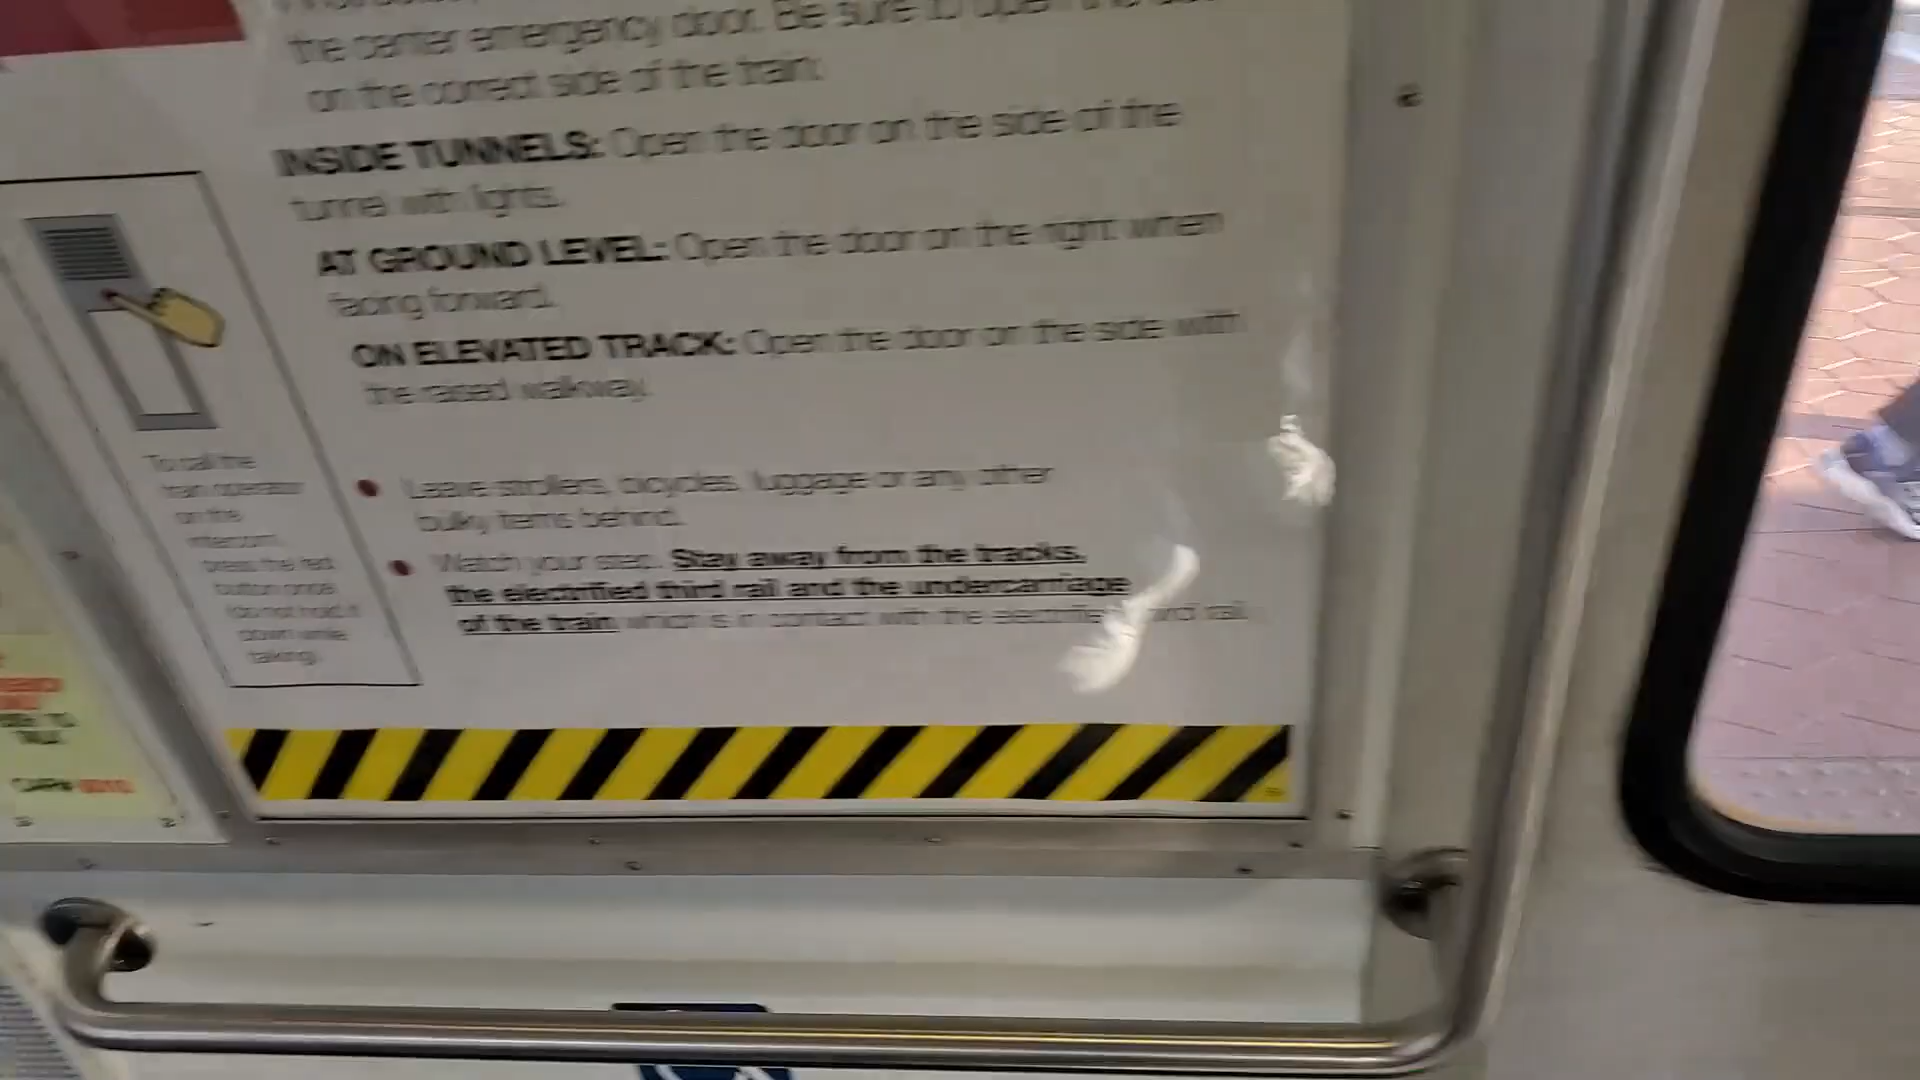 the center emergency door. Be sure to open the door
on the correct side of the train:
INSIDE TUNNELS: Open the door on the side of the
tunnel with lights.
AT GROUND LEVEL: Open the door on the right when
facing forward.
ON ELEVATED TRACK: Open the door on the side with
the raised walkway.
Leave strollers, bicycles, luggage or any other
bulky items behind.
Watch your step. Stay away from the tracks,
the electrified third rail and the undercarriage
of the train which is in contact with the electrified third rail.
To call the
train operator
on the
intercom,
press the red
button once
(do not hold it
down while
talking).